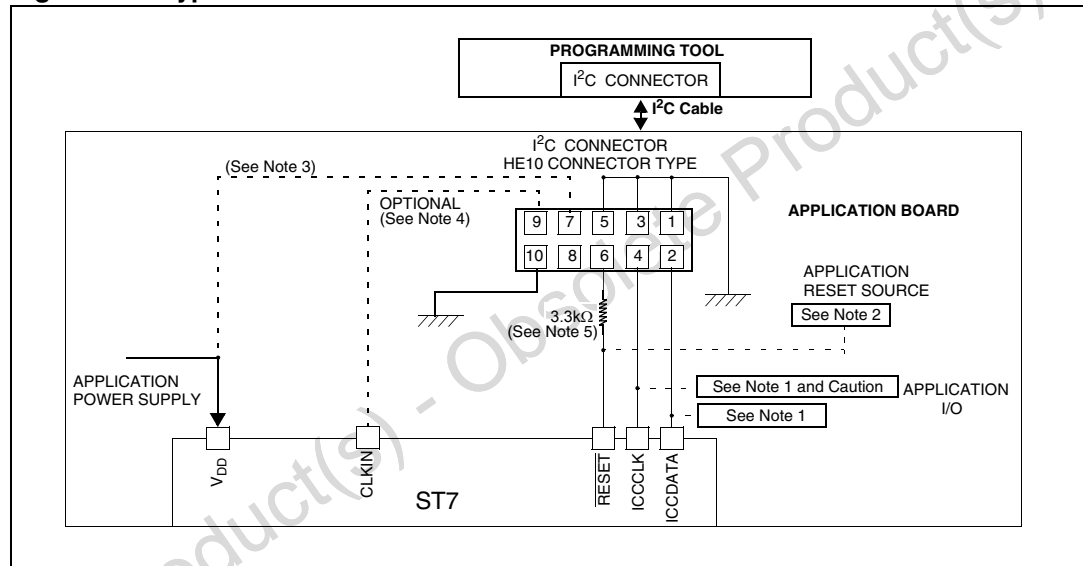 PROGRAMMING TOOL
I²C CONNECTOR
I²C Cable
I²C CONNECTOR
HE10 CONNECTOR TYPE
(See Note 3)
OPTIONAL
(See Note 4)
9 7 5 3 1
10 8 6 4 2
APPLICATION BOARD
APPLICATION
RESET SOURCE
See Note 2
3.3kΩ
(See Note 5)
APPLICATION
POWER SUPPLY
See Note 1 and Caution
See Note 1
APPLICATION
I/O
VDD
CLKIN
RESET
ICCCLK
ICCDATA
ST7
duct(s) - Obsolete Product(s)